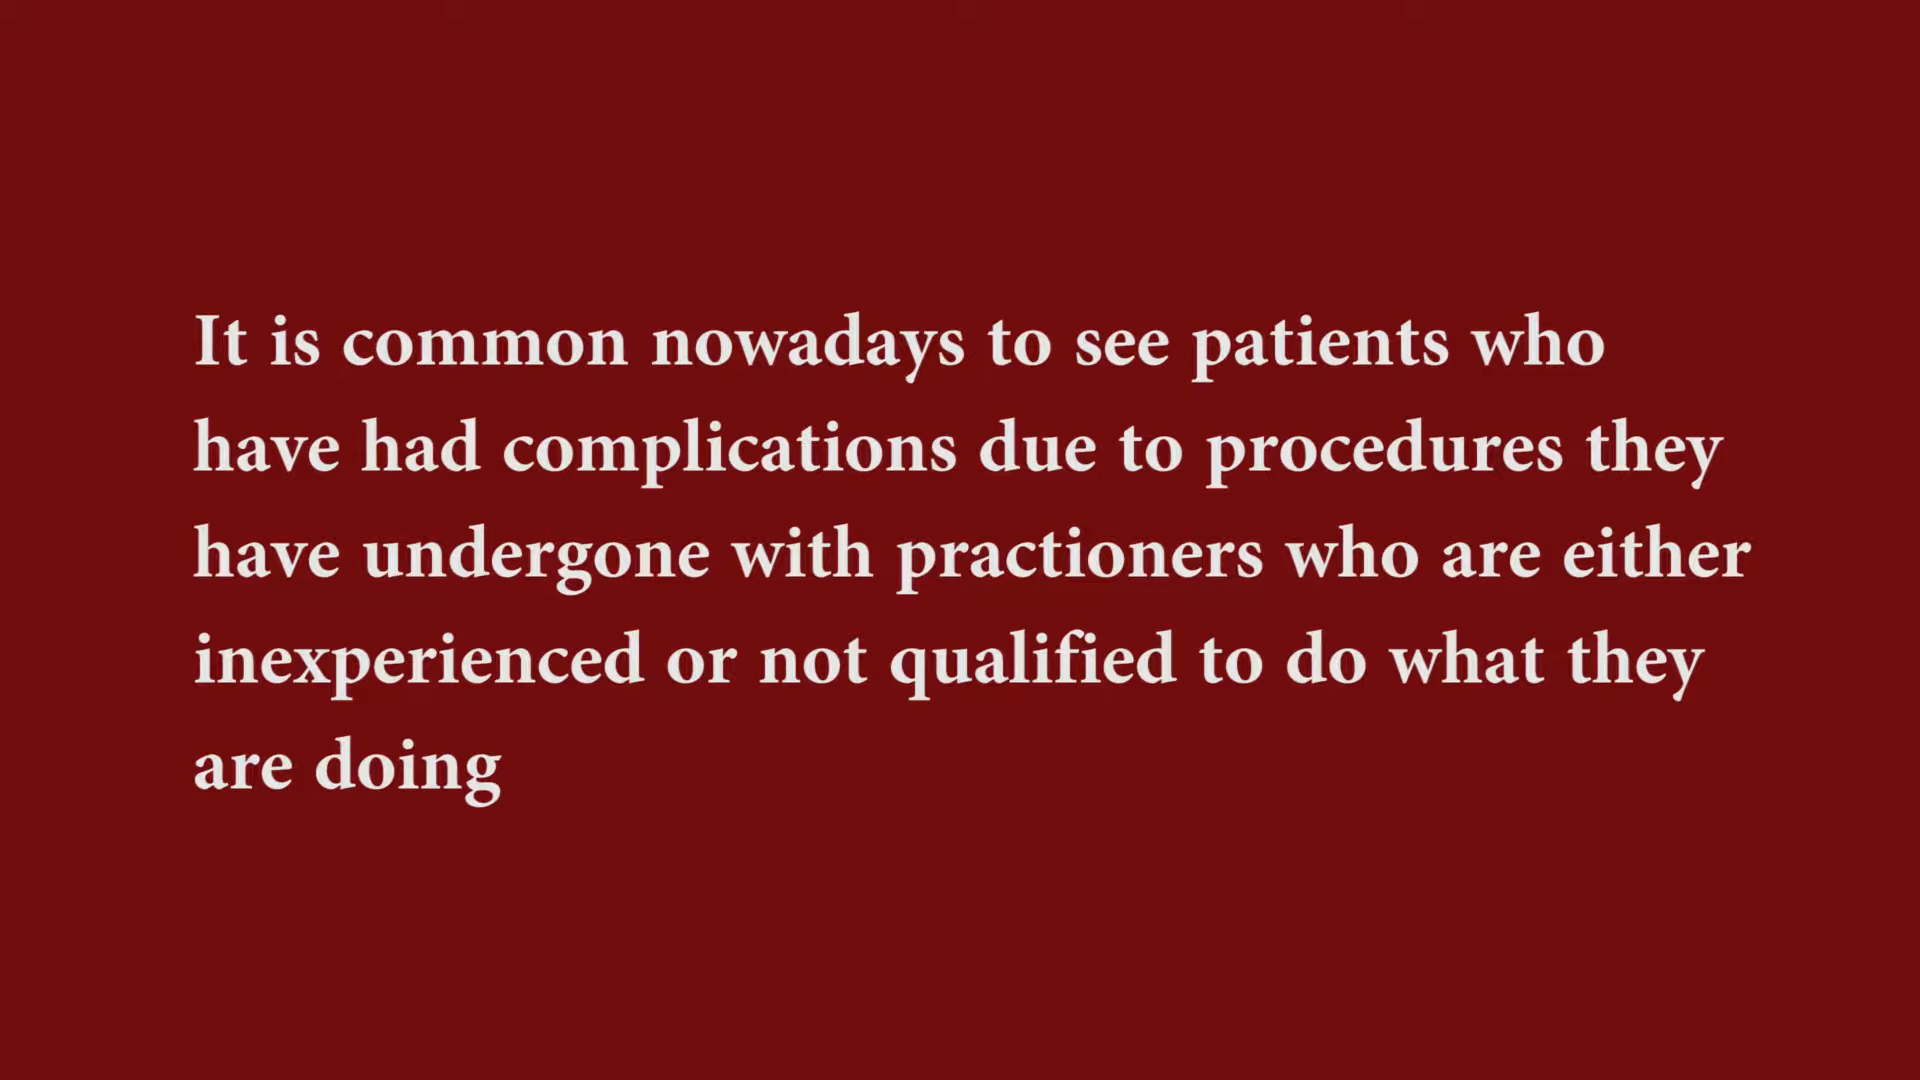 It is common nowadays to see patients who
have had complications due to procedures they
have undergone with practioners who are either
inexperienced or not qualified to do what they
are doing